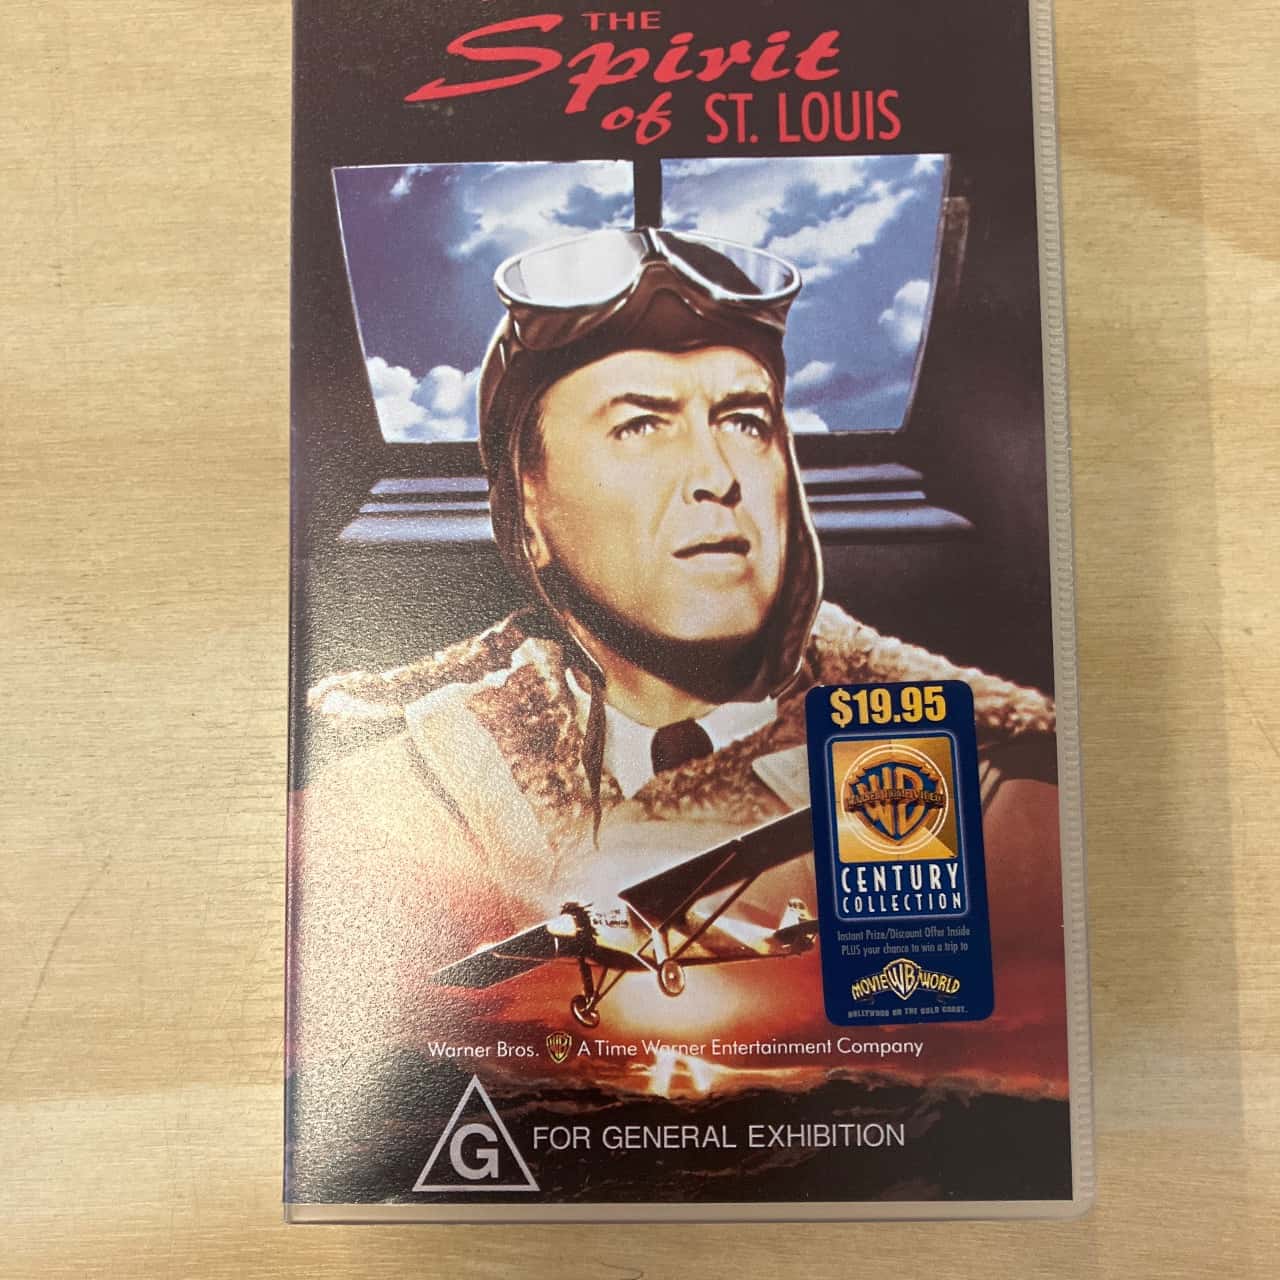 THE
Spirit
of ST. LOUIS
$19.95
WB
CENTURY
COLLECTION
Instant Prize/Discount Offer Inside
PLUS your chance to win a trip to
MOVIE WB WORLD
HOLLYWOOD ON THE GOLD COAST.
Warner Bros. WB A Time Warner Entertainment Company
G FOR GENERAL EXHIBITION